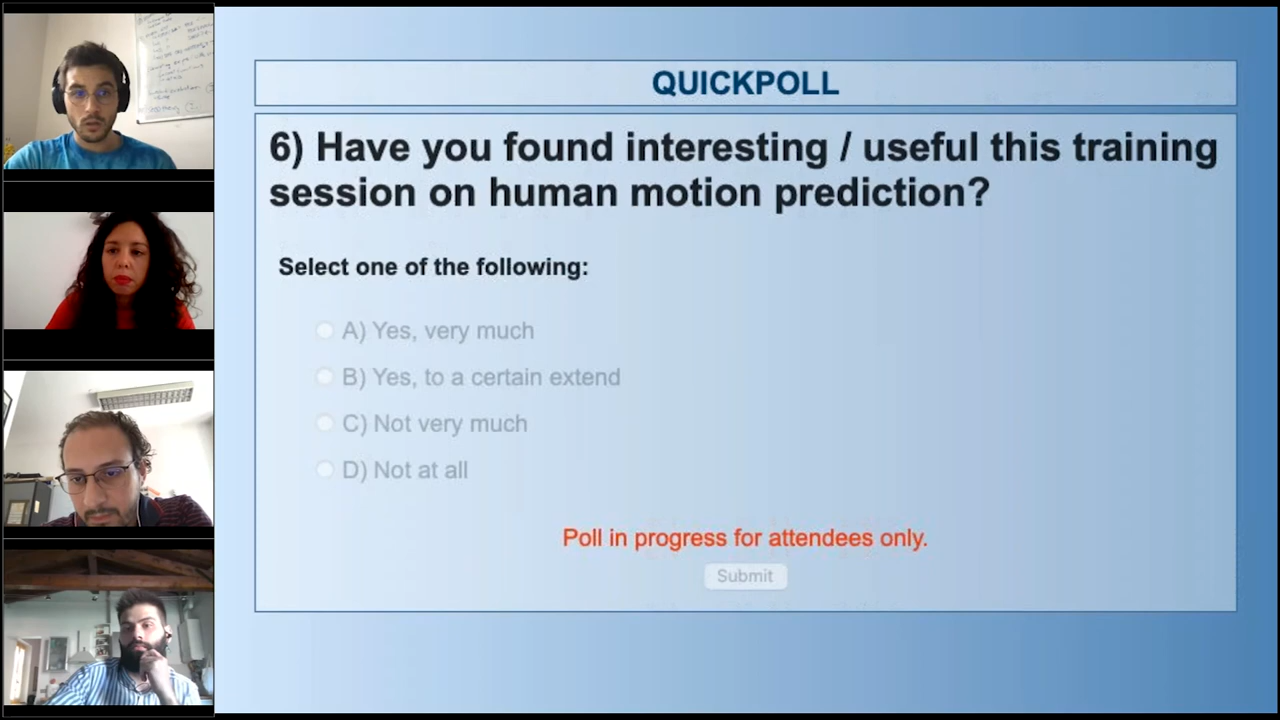 QUICKPOLL
6) Have you found interesting / useful this training
session on human motion prediction?
Select one of the following:
A) Yes, very much
B) Yes, to a certain extend
C) Not very much
D) Not at all
Poll in progress for attendees only.
Submit